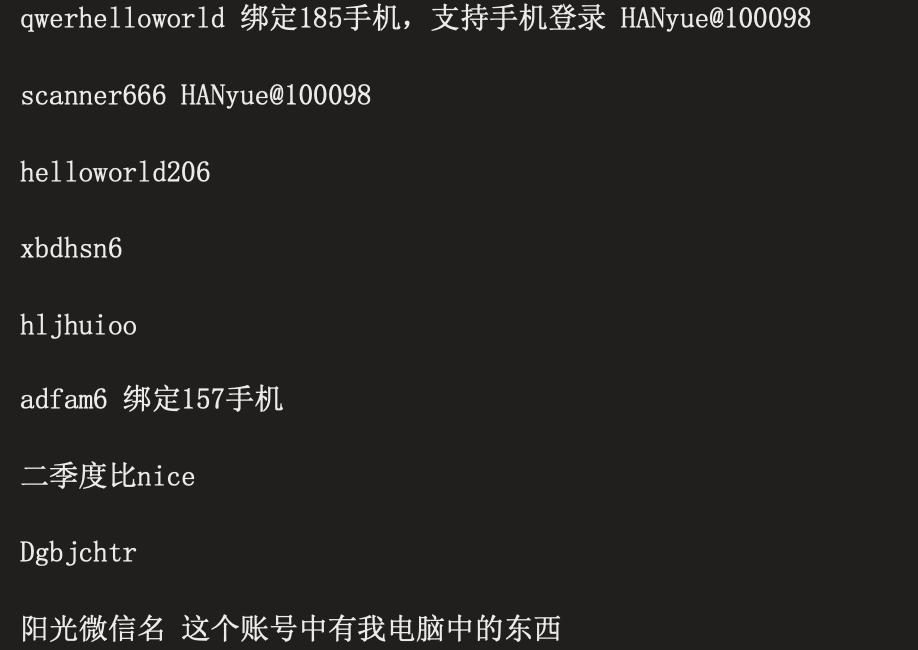 qwerhelloworld 绑定185手机，支持手机登录 HANyue@100098
scanner666 HANyue@100098
helloworld206
xbdhsn6
hljhuioo
adfam6 绑定157手机
二季度比nice
Dgbjchtr
阳光微信名 这个账号中有我电脑中的东西